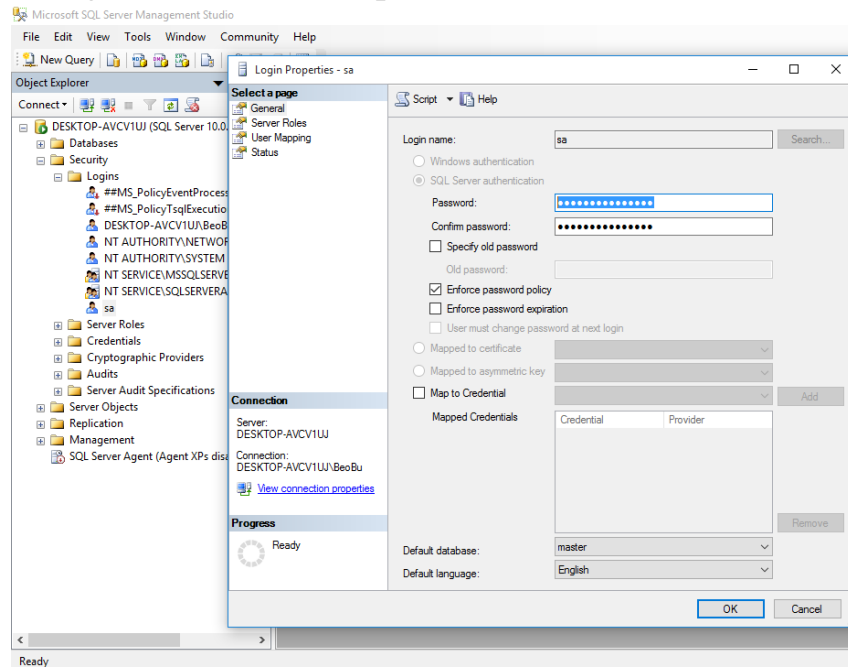 Microsoft SQL Server Management Studio
File Edit View Tools Window Community Help
New Query
Object Explorer
Connect
DESKTOP-AVCV1UJ (SQL Server 10.0.
Databases
Security
Logins
##MS_PolicyEventProcess
##MS_PolicyTsqlExecutio
DESKTOP-AVCV1UJ\BeoB
NT AUTHORITY\NETWOR
NT AUTHORITY\SYSTEM
NT SERVICE\MSSQLSERVE
NT SERVICE\SQLSERVERA
sa
Server Roles
Credentials
Cryptographic Providers
Audits
Server Audit Specifications
Server Objects
Replication
Management
SQL Server Agent (Agent XPs disa
Login Properties - sa
Select a page
General
Server Roles
User Mapping
Status
Connection
Server:
DESKTOP-AVCV1UJ
Connection:
DESKTOP-AVCV1UJ\BeoBu
View connection properties
Progress
Ready
Script Help
Login name: sa Search...
Windows authentication
SQL Server authentication
Password: ●●●●●●●●●●●●●●●
Confirm password: ●●●●●●●●●●●●●●●
Specify old password
Old password:
Enforce password policy
Enforce password expiration
User must change password at next login
Mapped to certificate
Mapped to asymmetric key
Map to Credential Add
Mapped Credentials Credential Provider
Remove
Default database: master
Default language: English
OK Cancel
Ready